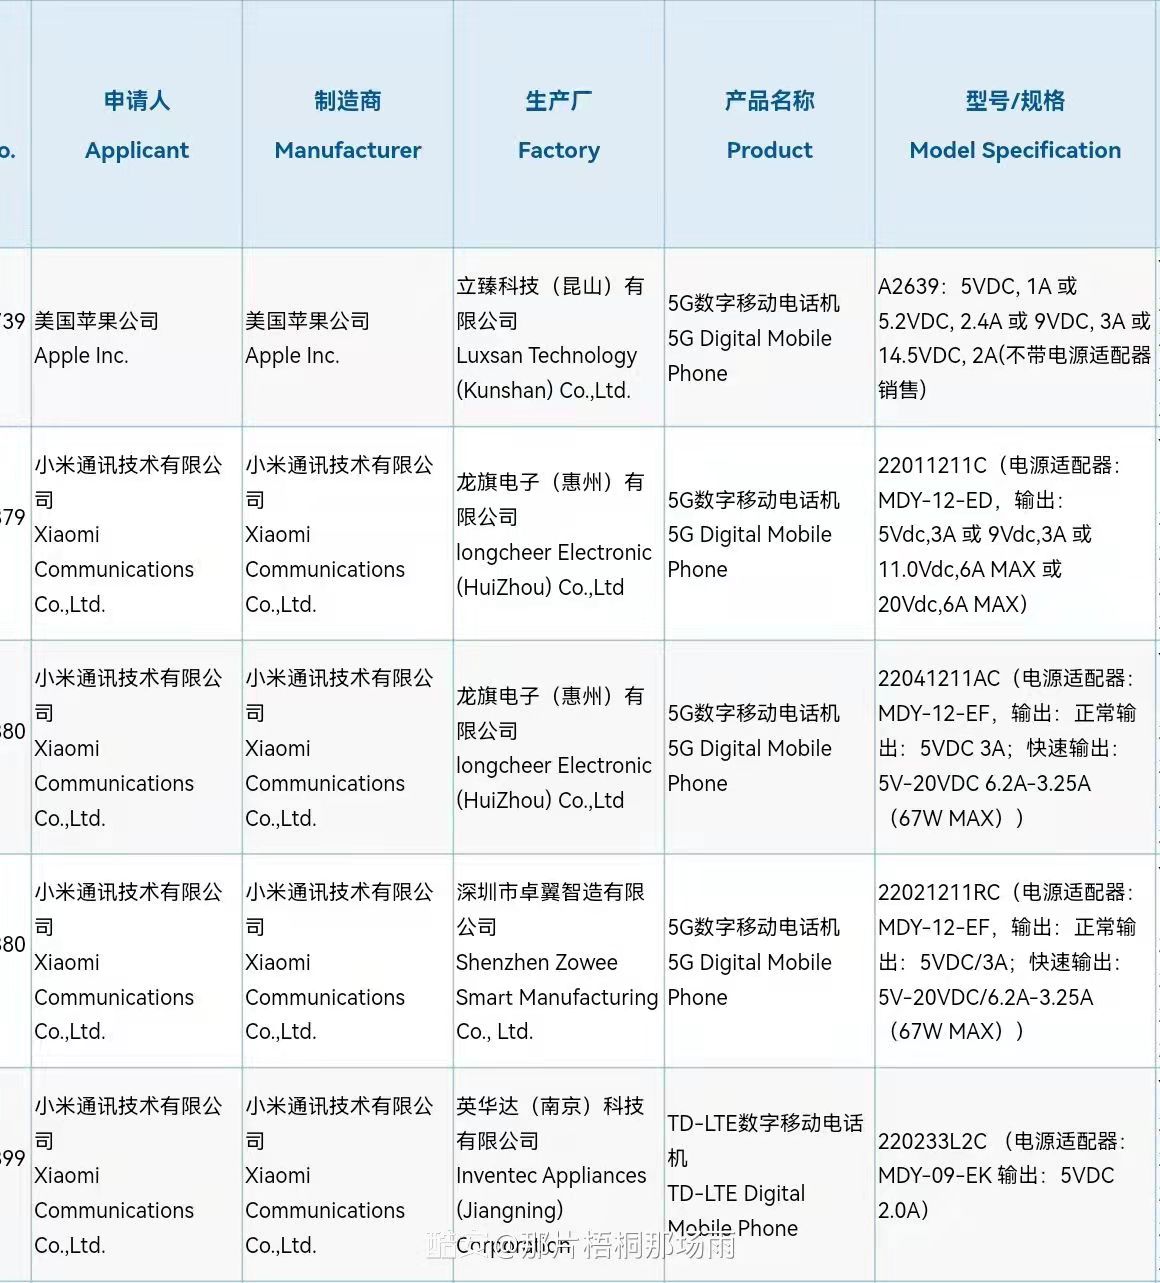 o.
申请人
Applicant
制造商
Manufacturer
生产厂
Factory
产品名称
Product
型号/规格
Model Specification
739
美国苹果公司
Apple Inc.
美国苹果公司
Apple Inc.
立臻科技（昆山）有
限公司
Luxsan Technology
(Kunshan) Co.,Ltd.
5G数字移动电话机
5G Digital Mobile
Phone
A2639：5VDC, 1A 或
5.2VDC, 2.4A 或 9VDC, 3A 或
14.5VDC, 2A(不带电源适配器
销售)
379
小米通讯技术有限公
司
Xiaomi
Communications
Co.,Ltd.
小米通讯技术有限公
司
Xiaomi
Communications
Co.,Ltd.
龙旗电子（惠州）有
限公司
longcheer Electronic
(HuiZhou) Co.,Ltd
5G数字移动电话机
5G Digital Mobile
Phone
22011211C（电源适配器：
MDY-12-ED，输出：
5Vdc,3A 或 9Vdc,3A 或
11.0Vdc,6A MAX 或
20Vdc,6A MAX）
380
小米通讯技术有限公
司
Xiaomi
Communications
Co.,Ltd.
小米通讯技术有限公
司
Xiaomi
Communications
Co.,Ltd.
龙旗电子（惠州）有
限公司
longcheer Electronic
(HuiZhou) Co.,Ltd
5G数字移动电话机
5G Digital Mobile
Phone
22041211AC（电源适配器：
MDY-12-EF，输出：正常输
出：5VDC 3A；快速输出：
5V-20VDC 6.2A-3.25A
（67W MAX））
380
小米通讯技术有限公
司
Xiaomi
Communications
Co.,Ltd.
小米通讯技术有限公
司
Xiaomi
Communications
Co.,Ltd.
深圳市卓翼智造有限
公司
Shenzhen Zowee
Smart Manufacturing
Co., Ltd.
5G数字移动电话机
5G Digital Mobile
Phone
22021211RC（电源适配器：
MDY-12-EF，输出：正常输
出：5VDC/3A；快速输出：
5V-20VDC/6.2A-3.25A
（67W MAX））
399
小米通讯技术有限公
司
Xiaomi
Communications
Co.,Ltd.
小米通讯技术有限公
司
Xiaomi
Communications
Co.,Ltd.
英华达（南京）科技
有限公司
Inventec Appliances
(Jiangning)
Corporation
TD-LTE数字移动电话
机
TD-LTE Digital
Mobile Phone
220233L2C （电源适配器：
MDY-09-EK 输出：5VDC
2.0A）
酷安@那片梧桐那场雨